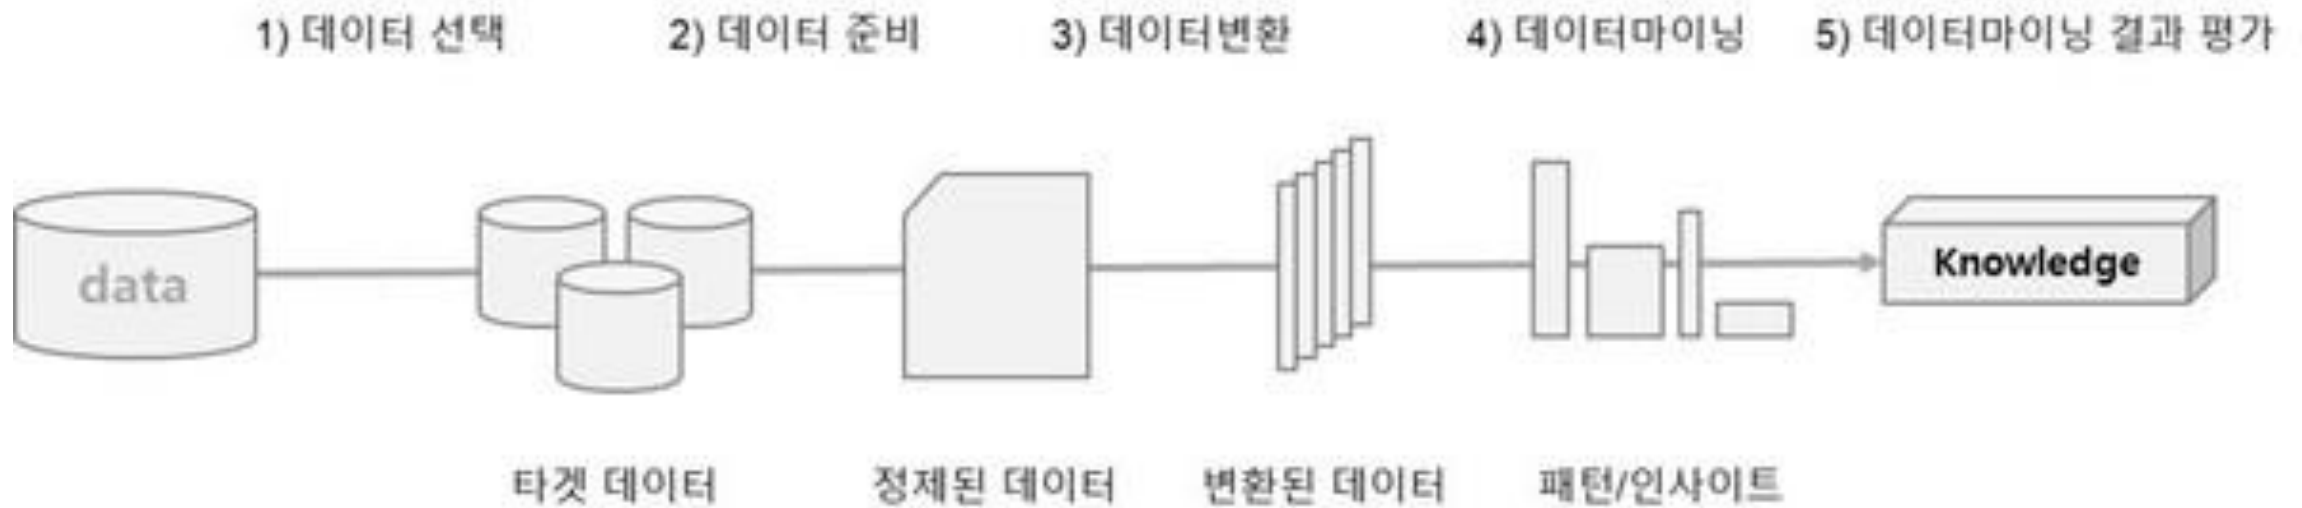 1) 데이터 선택
2) 데이터 준비
3) 데이터변환
4) 데이터마이닝
5) 데이터마이닝 결과 평가
data
Knowledge
타겟 데이터
정제된 데이터
변환된 데이터
패턴/인사이트